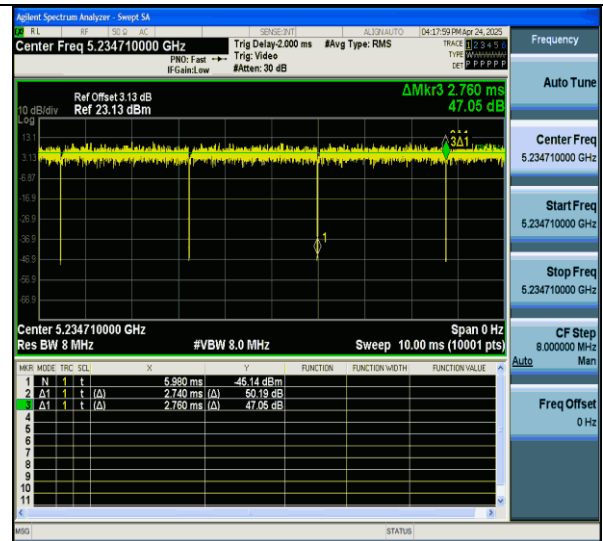 Agilent Spectrum Analyzer - Swept SA
RL RF 50 Ω AC SENSE:INT ALIGNAUTO 04:17:59 PM Apr 24, 2025
Center Freq 5.234710000 GHz Trig Delay-2.000 ms #Avg Type: RMS TRACE 1 2 3 4 5 6
PNO: Fast Trig: Video TYPE
IFGain:Low #Atten: 30 dB DET P P P P P P
ΔMkr3 2.760 ms
47.05 dB
Ref Offset 3.13 dB
10 dB/div Ref 23.13 dBm
Log
13.1
3.13
-6.87
-16.9
-26.9
-36.9
-46.9
-56.9
-66.9
3Δ1
1
Center 5.234710000 GHz Span 0 Hz
Res BW 8 MHz #VBW 8.0 MHz Sweep 10.00 ms (10001 pts)
MKR MODE TRC SCL X Y FUNCTION FUNCTION WIDTH FUNCTION VALUE
1 N 1 t 5.980 ms -45.14 dBm
2 Δ1 1 t (Δ) 2.740 ms (Δ) 50.19 dB
3 Δ1 1 t (Δ) 2.760 ms (Δ) 47.05 dB
4
5
6
7
8
9
10
11
MSG STATUS
Frequency
Auto Tune
Center Freq
5.234710000 GHz
Start Freq
5.234710000 GHz
Stop Freq
5.234710000 GHz
CF Step
8.000000 MHz
Auto Man
Freq Offset
0 Hz